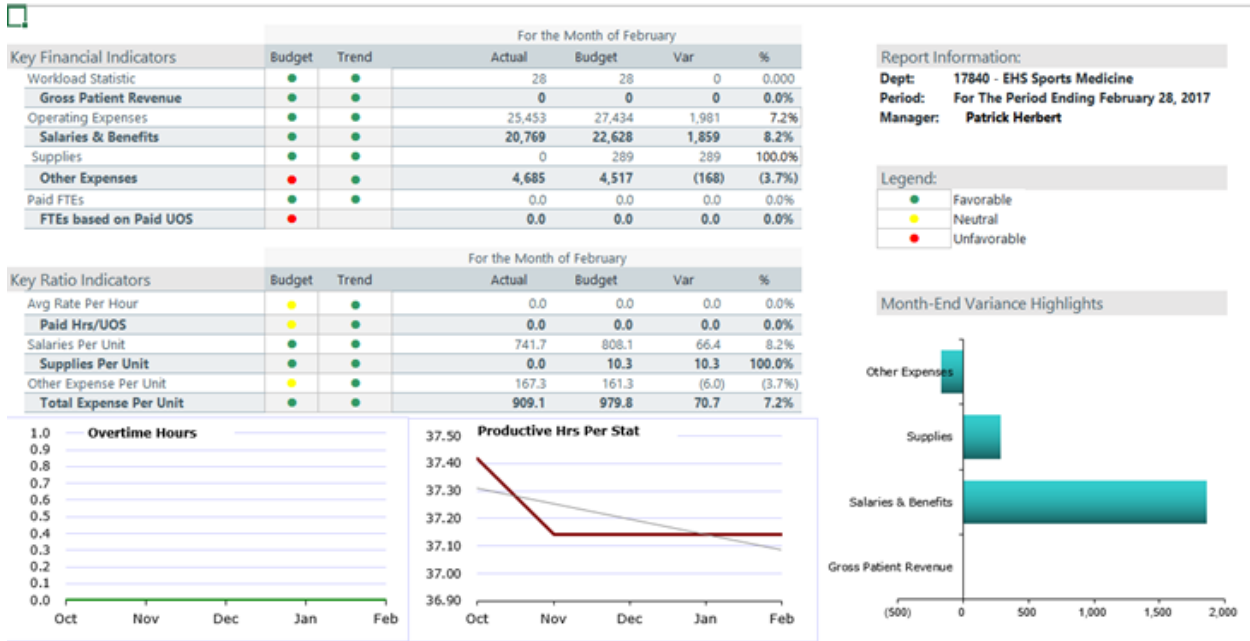 For the Month of February
Key Financial Indicators Budget Trend Actual Budget Var %
Workload Statistic 28 28 0 0.000
Gross Patient Revenue 0 0 0 0.0%
Operating Expenses 25,453 27,434 1,981 7.2%
Salaries & Benefits 20,769 22,628 1,859 8.2%
Supplies 0 289 289 100.0%
Other Expenses 4,685 4,517 (168) (3.7%)
Paid FTEs 0.0 0.0 0.0 0.0%
FTEs based on Paid UOS 0.0 0.0 0.0 0.0%
Report Information:
Dept: 17840 - EHS Sports Medicine
Period: For The Period Ending February 28, 2017
Manager: Patrick Herbert
Legend:
Favorable
Neutral
Unfavorable
For the Month of February
Key Ratio Indicators Budget Trend Actual Budget Var %
Avg Rate Per Hour 0.0 0.0 0.0 0.0%
Paid Hrs/UOS 0.0 0.0 0.0 0.0%
Salaries Per Unit 741.7 808.1 66.4 8.2%
Supplies Per Unit 0.0 10.3 10.3 100.0%
Other Expense Per Unit 167.3 161.3 (6.0) (3.7%)
Total Expense Per Unit 909.1 979.8 70.7 7.2%
Overtime Hours
1.0
0.9
0.8
0.7
0.6
0.5
0.4
0.3
0.2
0.1
0.0
Oct Nov Dec Jan Feb
Productive Hrs Per Stat
37.50
37.40
37.30
37.20
37.10
37.00
36.90
Oct Nov Dec Jan Feb
Month-End Variance Highlights
Other Expenses
Supplies
Salaries & Benefits
Gross Patient Revenue
(500) 0 500 1,000 1,500 2,000